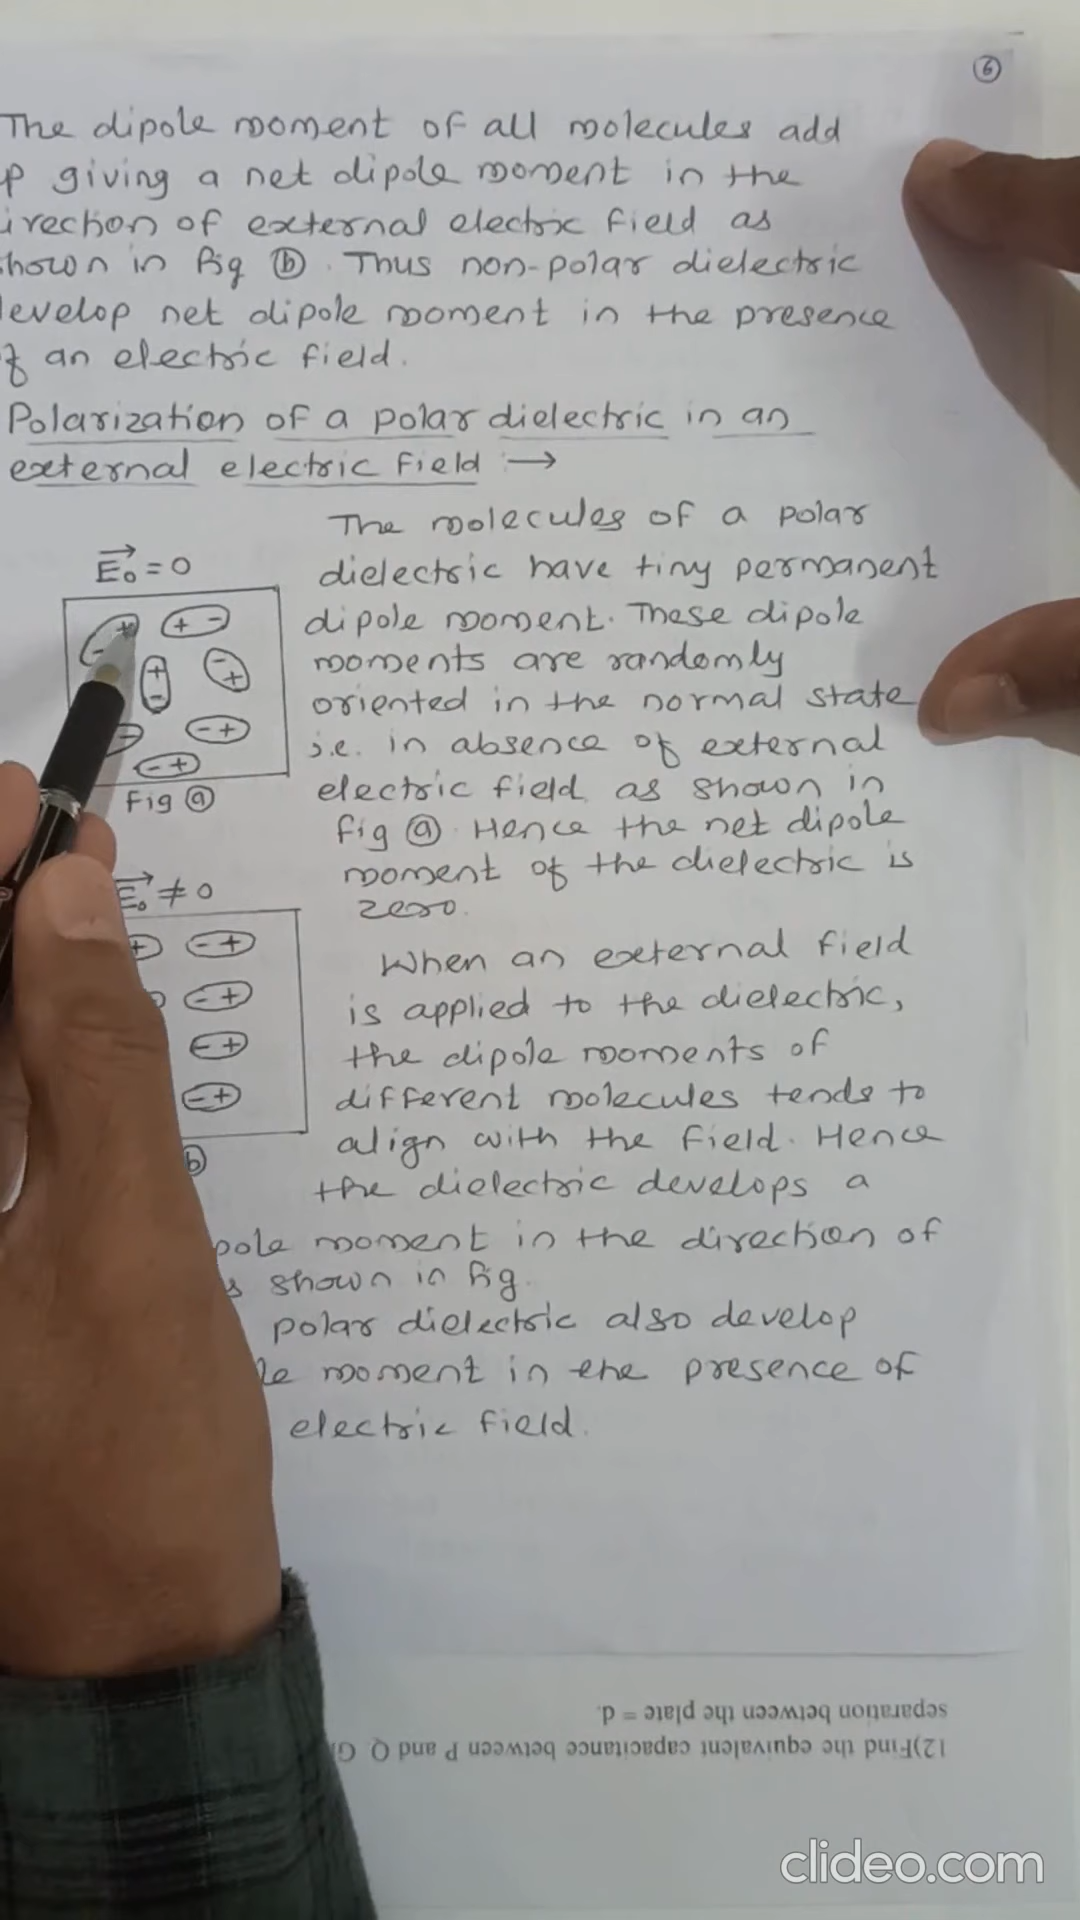 6
The dipole moment of all molecules add
p giving a net dipole moment in the
irection of external electric field as
hown in fig b. Thus non-polar dielectric
evelop net dipole moment in the presence
f an electric field.
Polarization of a polar dielectric in an
external electric field :→
The molecules of a polar
dielectric have tiny permanent
dipole moment. These dipole
moments are randomly
oriented in the normal state
i.e. in absence of external
electric field as shown in
fig a. Hence the net dipole
moment of the dielectric is
zero.
E₀ = 0
+ -
- +
+ -
- +
- +
Fig a
When an external field
is applied to the dielectric,
the dipole moments of
different molecules tends to
align with the field. Hence
the dielectric develops a
pole moment in the direction of
s shown in fig.
polar dielectric also develop
le moment in the presence of
electric field.
E₀ ≠ 0
+ - +
- +
- +
- +
b
12)Find the equivalent capacitance between P and Q
separation between the plate = d.
clideo.com